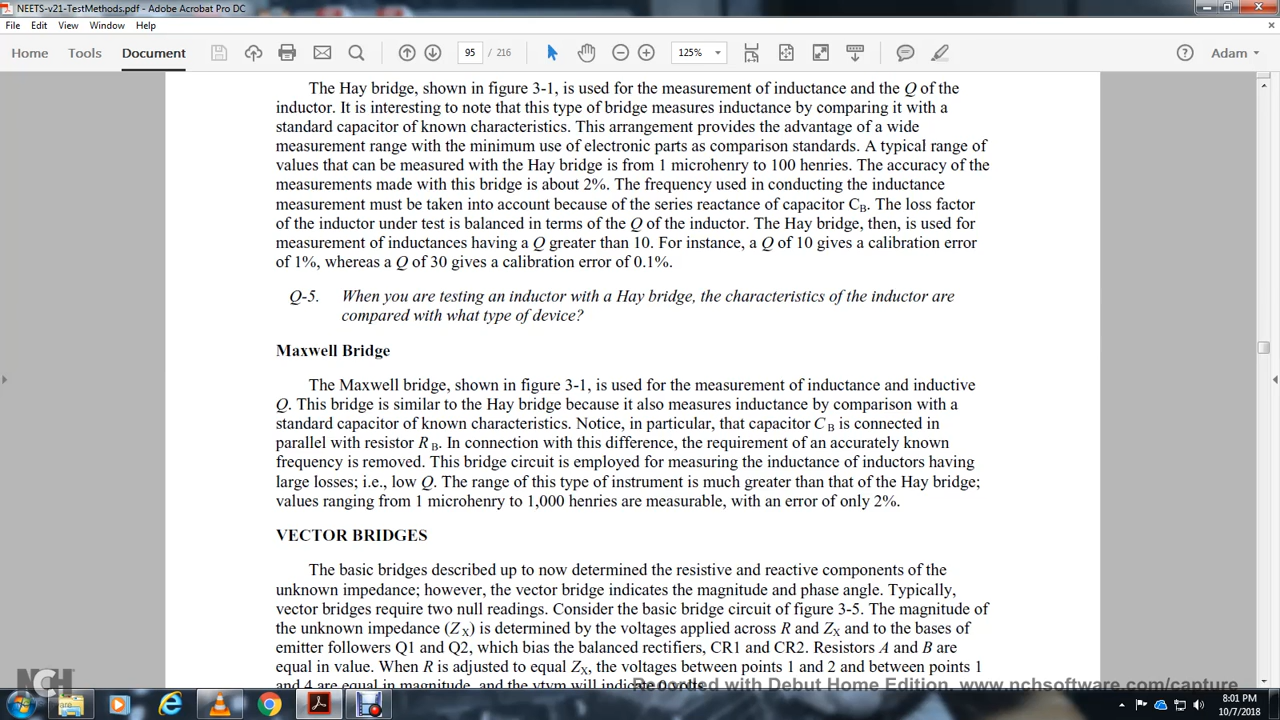 NEETS-v21-TestMethods.pdf - Adobe Acrobat Pro DC
File Edit View Window Help
Home Tools Document 95 / 216 125% Adam
The Hay bridge, shown in figure 3-1, is used for the measurement of inductance and the Q of the
inductor. It is interesting to note that this type of bridge measures inductance by comparing it with a
standard capacitor of known characteristics. This arrangement provides the advantage of a wide
measurement range with the minimum use of electronic parts as comparison standards. A typical range of
values that can be measured with the Hay bridge is from 1 microhenry to 100 henries. The accuracy of the
measurements made with this bridge is about 2%. The frequency used in conducting the inductance
measurement must be taken into account because of the series reactance of capacitor CB. The loss factor
of the inductor under test is balanced in terms of the Q of the inductor. The Hay bridge, then, is used for
measurement of inductances having a Q greater than 10. For instance, a Q of 10 gives a calibration error
of 1%, whereas a Q of 30 gives a calibration error of 0.1%.
Q-5. When you are testing an inductor with a Hay bridge, the characteristics of the inductor are
compared with what type of device?
Maxwell Bridge
The Maxwell bridge, shown in figure 3-1, is used for the measurement of inductance and inductive
Q. This bridge is similar to the Hay bridge because it also measures inductance by comparison with a
standard capacitor of known characteristics. Notice, in particular, that capacitor C B is connected in
parallel with resistor R B. In connection with this difference, the requirement of an accurately known
frequency is removed. This bridge circuit is employed for measuring the inductance of inductors having
large losses; i.e., low Q. The range of this type of instrument is much greater than that of the Hay bridge;
values ranging from 1 microhenry to 1,000 henries are measurable, with an error of only 2%.
VECTOR BRIDGES
The basic bridges described up to now determined the resistive and reactive components of the
unknown impedance; however, the vector bridge indicates the magnitude and phase angle. Typically,
vector bridges require two null readings. Consider the basic bridge circuit of figure 3-5. The magnitude of
the unknown impedance (Z X) is determined by the voltages applied across R and ZX and to the bases of
emitter followers Q1 and Q2, which bias the balanced rectifiers, CR1 and CR2. Resistors A and B are
equal in value. When R is adjusted to equal ZX, the voltages between points 1 and 2 and between points 1
and 4 are equal in magnitude, and the vtvm will indicate 0 volts
Recorded with Debut Home Edition. www.nchsoftware.com/capture
NCH
8:01 PM
10/7/2018